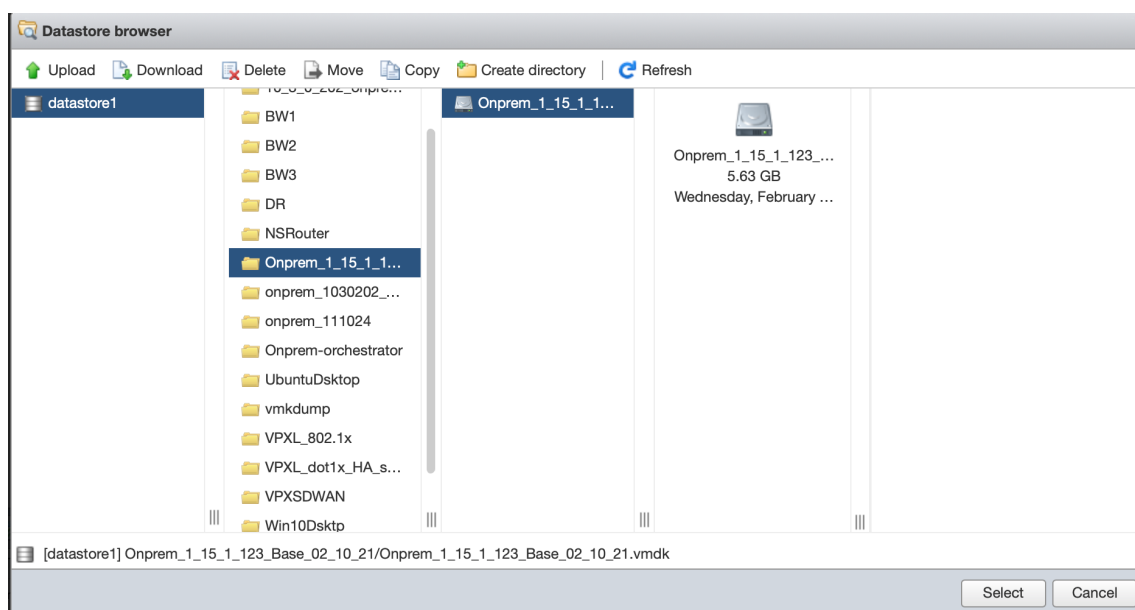 Datastore browser
Upload Download Delete Move Copy Create directory Refresh
datastore1
BW1
BW2
BW3
DR
NSRouter
Onprem_1_15_1_1...
onprem_1030202_...
onprem_111024
Onprem-orchestrator
UbuntuDsktop
vmkdump
VPXL_802.1x
VPXL_dot1x_HA_s...
VPXSDWAN
Win10Dsktp
Onprem_1_15_1_1...
Onprem_1_15_1_123_...
5.63 GB
Wednesday, February ...
[datastore1] Onprem_1_15_1_123_Base_02_10_21/Onprem_1_15_1_123_Base_02_10_21.vmdk
Select Cancel